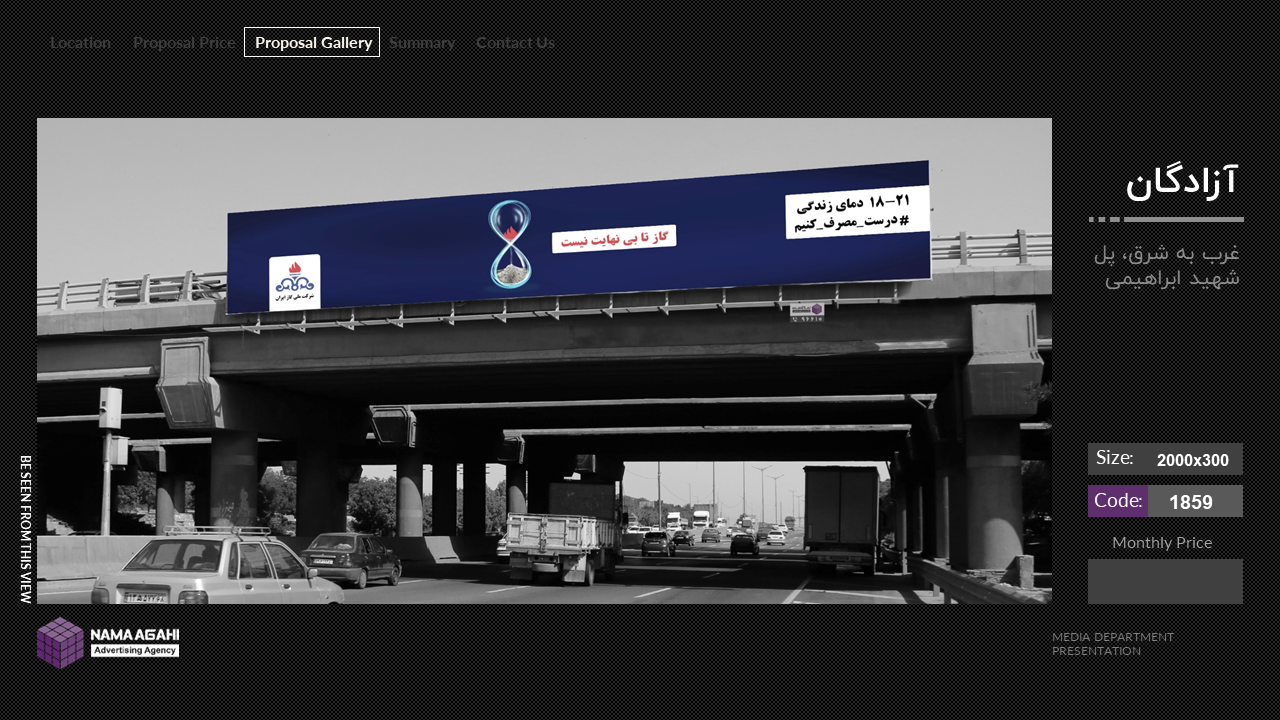 Location
Proposal Price
Proposal Gallery
Summary
Contact Us
آزادگان
غرب به شرق، پل
شهید ابراهیمی
۱۸-۲۱ دمای زندگی
#درست_مصرف_کنیم
گاز تا بی نهایت نیست
شرکت ملی گاز ایران
BE SEEN FROM THIS VIEW
Size: 2000x300
Code: 1859
Monthly Price
NAMA AGAHI
Advertising Agency
MEDIA DEPARTMENT
PRESENTATION